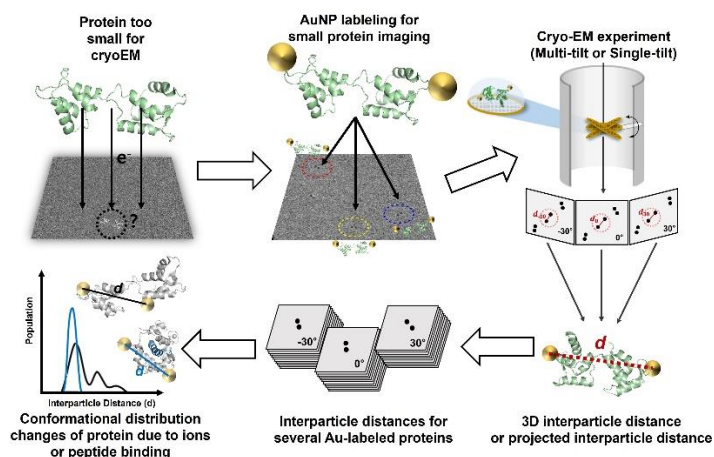 Protein too
small for
cryoEM
AuNP labeling for
small protein imaging
Cryo-EM experiment
(Multi-tilt or Single-tilt)
e⁻
?
d-30
-30°
d0
0°
d30
30°
d
3D interparticle distance
or projected interparticle distance
-30°
0°
30°
Interparticle distances for
several Au-labeled proteins
Population
d
d
Interparticle Distance (d)
Conformational distribution
changes of protein due to ions
or peptide binding